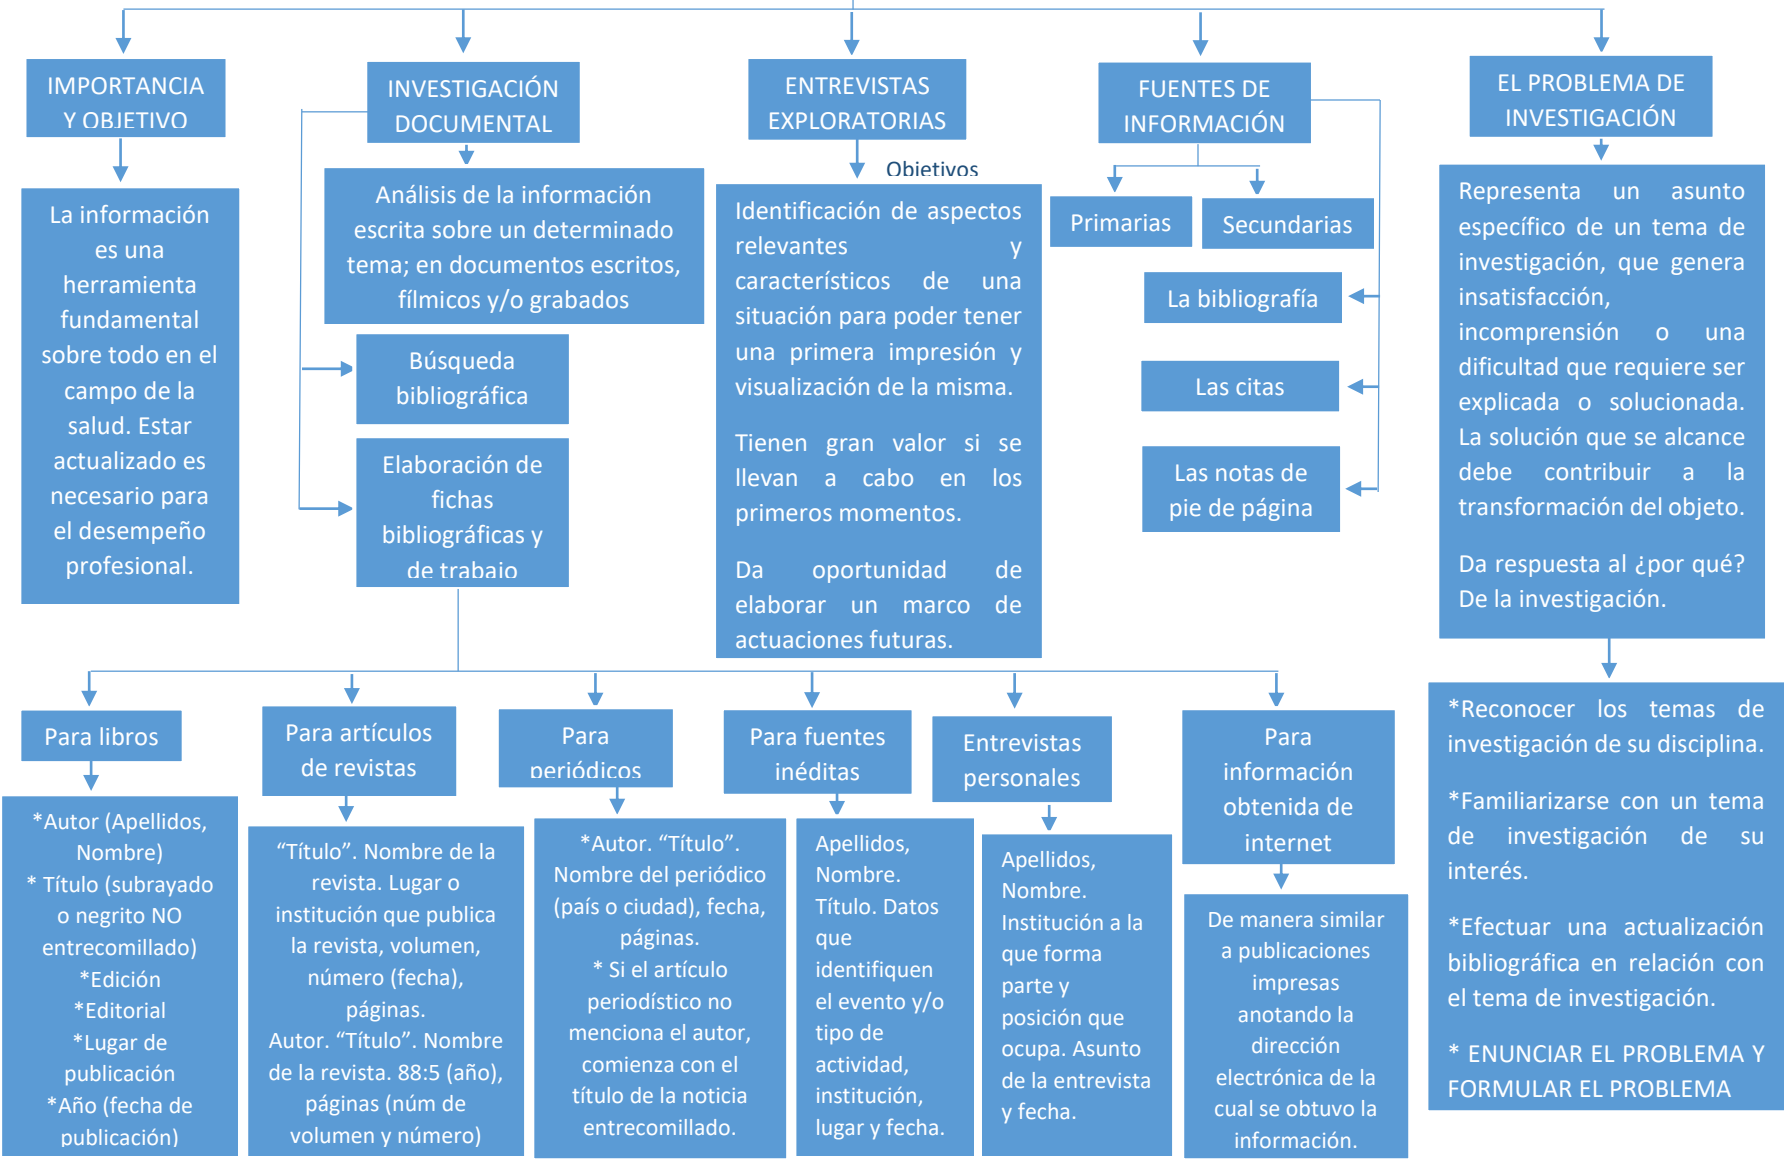 IMPORTANCIA
Y OBJETIVO
La información
es una
herramienta
fundamental
sobre todo en el
campo de la
salud. Estar
actualizado es
necesario para
el desempeño
profesional.
INVESTIGACIÓN
DOCUMENTAL
Análisis de la información
escrita sobre un determinado
tema; en documentos escritos,
fílmicos y/o grabados
Búsqueda
bibliográfica
Elaboración de
fichas
bibliográficas y
de trabajo
ENTREVISTAS
EXPLORATORIAS
Objetivos
Identificación de aspectos
relevantes y
característicos de una
situación para poder tener
una primera impresión y
visualización de la misma.
Tienen gran valor si se
llevan a cabo en los
primeros momentos.
Da oportunidad de
elaborar un marco de
actuaciones futuras.
FUENTES DE
INFORMACIÓN
Primarias
Secundarias
La bibliografía
Las citas
Las notas de
pie de página
EL PROBLEMA DE
INVESTIGACIÓN
Representa un asunto
específico de un tema de
investigación, que genera
insatisfacción,
incomprensión o una
dificultad que requiere ser
explicada o solucionada.
La solución que se alcance
debe contribuir a la
transformación del objeto.
Da respuesta al ¿por qué?
De la investigación.
*Reconocer los temas de
investigación de su disciplina.
*Familiarizarse con un tema
de investigación de su
interés.
*Efectuar una actualización
bibliográfica en relación con
el tema de investigación.
* ENUNCIAR EL PROBLEMA Y
FORMULAR EL PROBLEMA
Para libros
*Autor (Apellidos,
Nombre)
* Título (subrayado
o negrito NO
entrecomillado)
*Edición
*Editorial
*Lugar de
publicación
*Año (fecha de
publicación)
Para artículos
de revistas
“Título”. Nombre de la
revista. Lugar o
institución que publica
la revista, volumen,
número (fecha),
páginas.
Autor. “Título”. Nombre
de la revista. 88:5 (año),
páginas (núm de
volumen y número)
Para
periódicos
*Autor. “Título”.
Nombre del periódico
(país o ciudad), fecha,
páginas.
* Si el artículo
periodístico no
menciona el autor,
comienza con el
título de la noticia
entrecomillado.
Para fuentes
inéditas
Apellidos,
Nombre.
Título. Datos
que
identifiquen
el evento y/o
tipo de
actividad,
institución,
lugar y fecha.
Entrevistas
personales
Apellidos,
Nombre.
Institución a la
que forma
parte y
posición que
ocupa. Asunto
de la entrevista
y fecha.
Para
información
obtenida de
internet
De manera similar
a publicaciones
impresas
anotando la
dirección
electrónica de la
cual se obtuvo la
información.